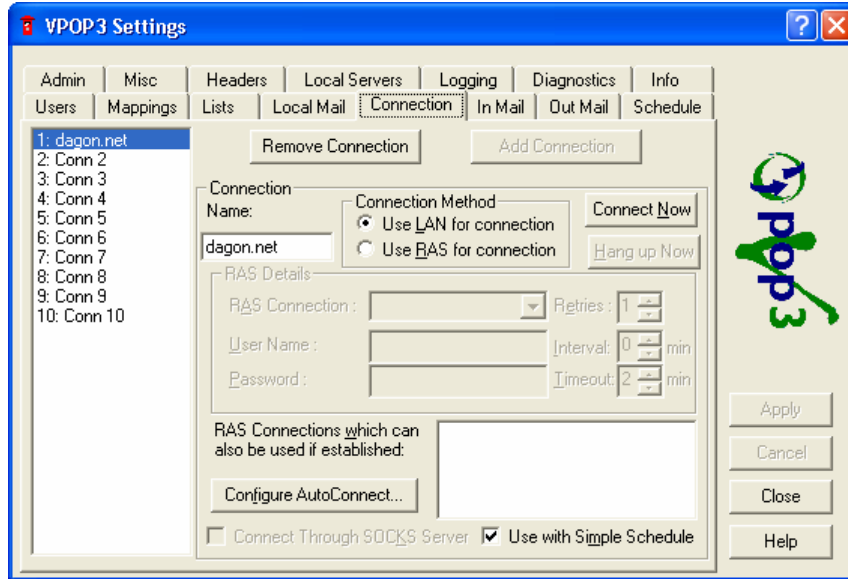 VPOP3 Settings
Admin Misc Headers Local Servers Logging Diagnostics Info
Users Mappings Lists Local Mail Connection In Mail Out Mail Schedule
1: dagon.net
2: Conn 2
3: Conn 3
4: Conn 4
5: Conn 5
6: Conn 6
7: Conn 7
8: Conn 8
9: Conn 9
10: Conn 10
Remove Connection Add Connection
Connection
Name:
dagon.net
Connection Method
Use LAN for connection
Use RAS for connection
Connect Now
Hang up Now
RAS Details
RAS Connection : Retries : 1
User Name : Interval: 0 min
Password : Timeout: 2 min
RAS Connections which can
also be used if established:
Configure AutoConnect...
Connect Through SOCKS Server Use with Simple Schedule
vpop3
Apply
Cancel
Close
Help